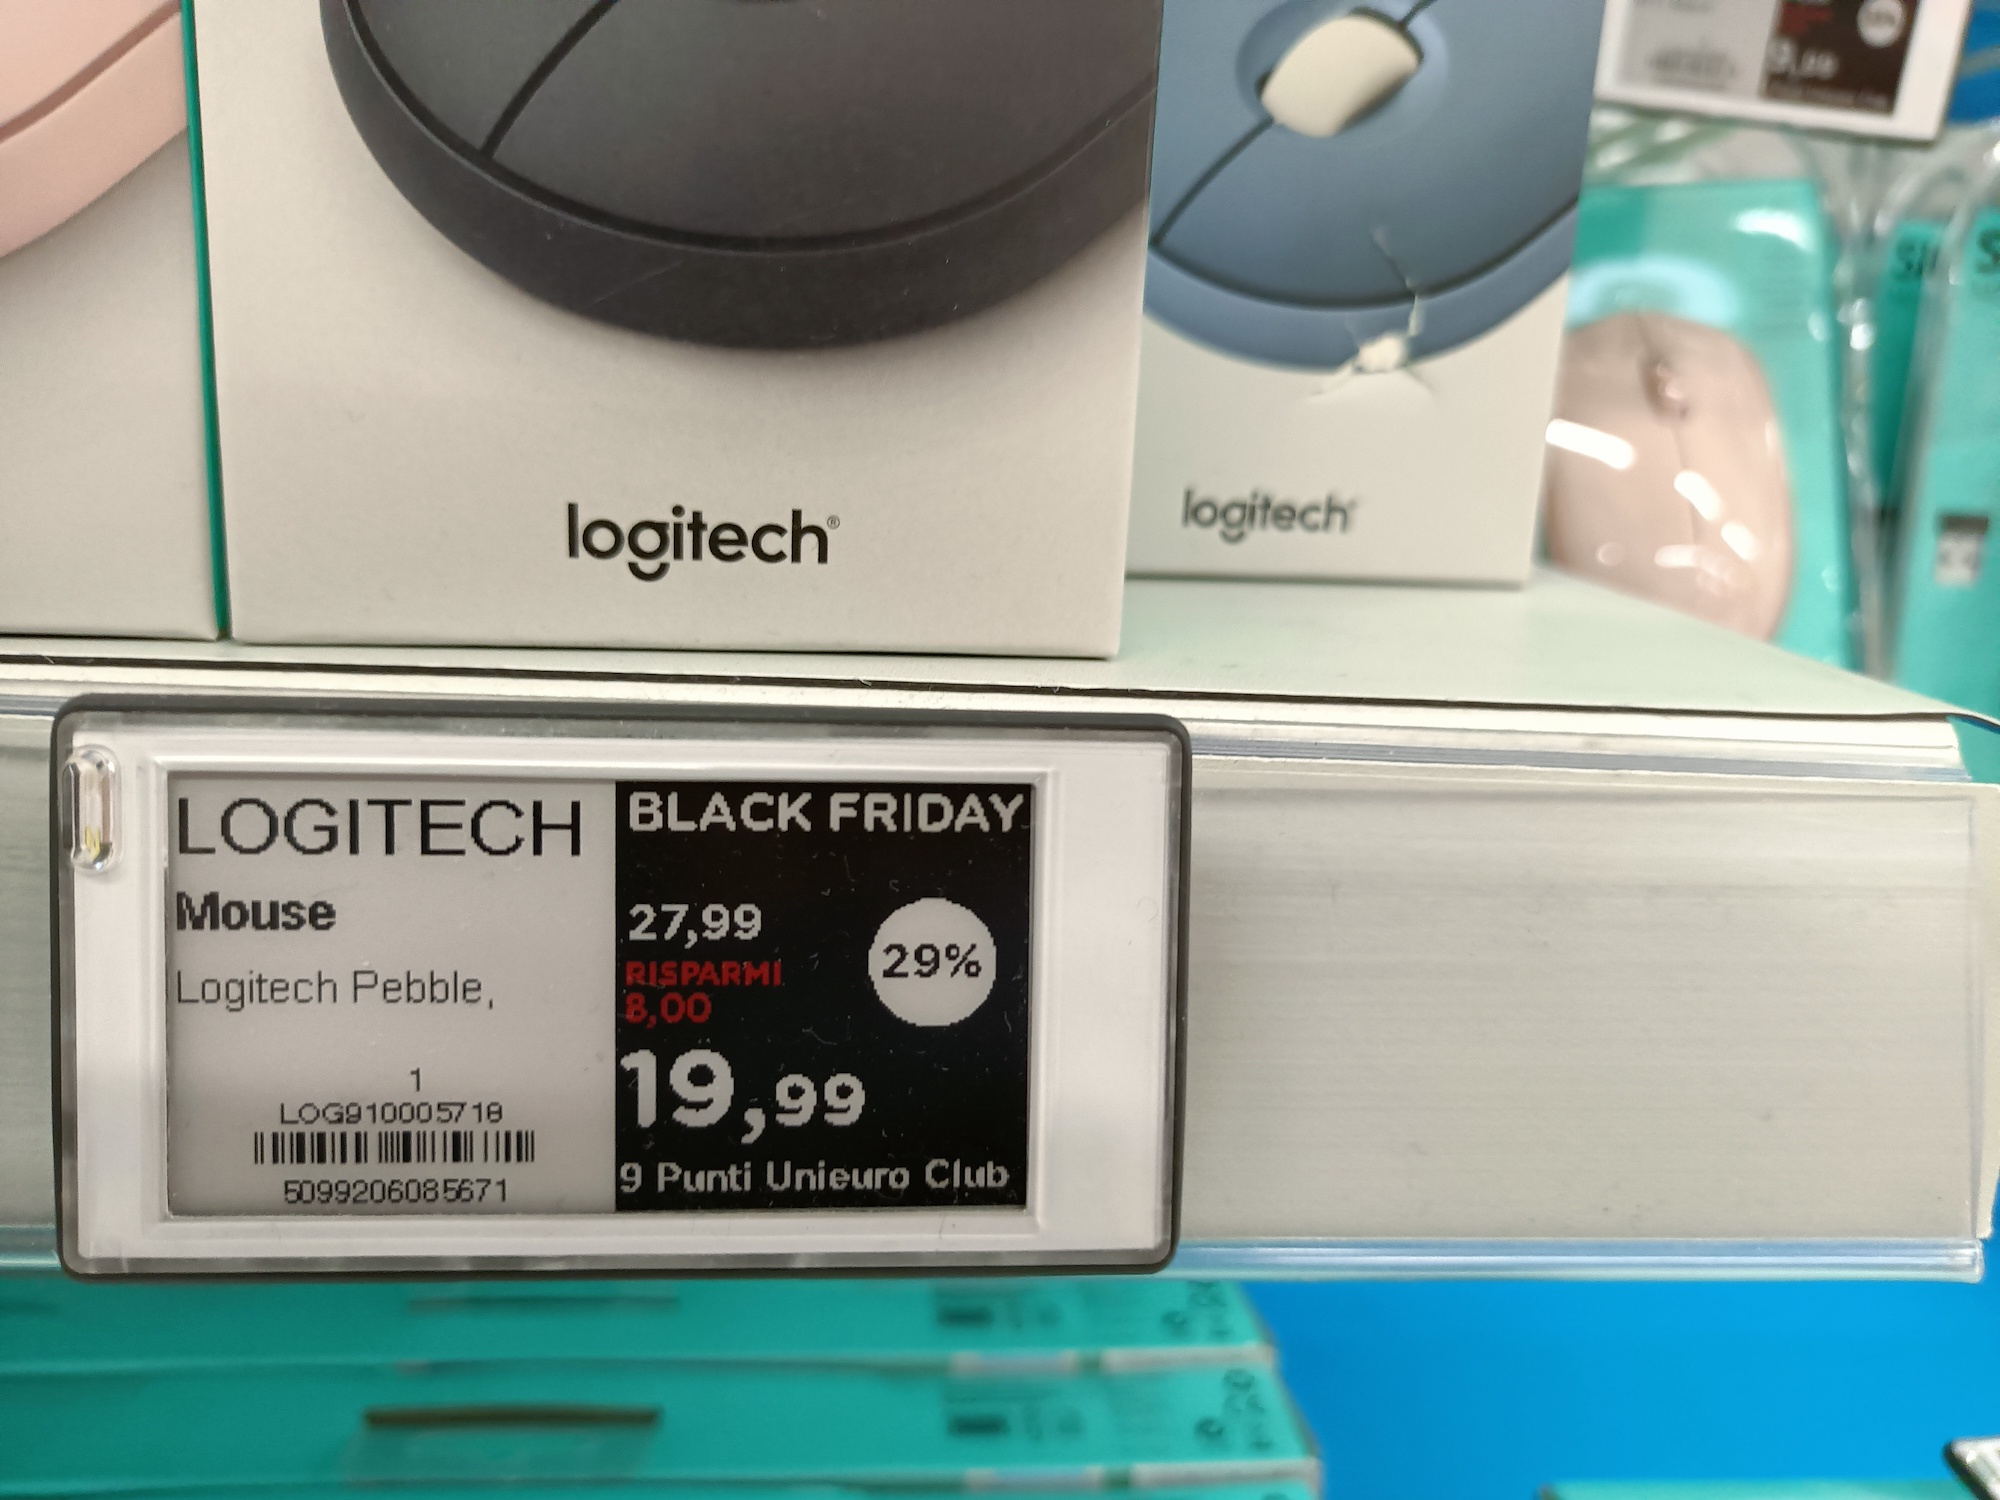 logitech®
logitech
LOGITECH
Mouse
Logitech Pebble,
1
LOG910005718
5099206085671
BLACK FRIDAY
27,99
29%
RISPARMI
8,00
19,99
9 Punti Unieuro Club